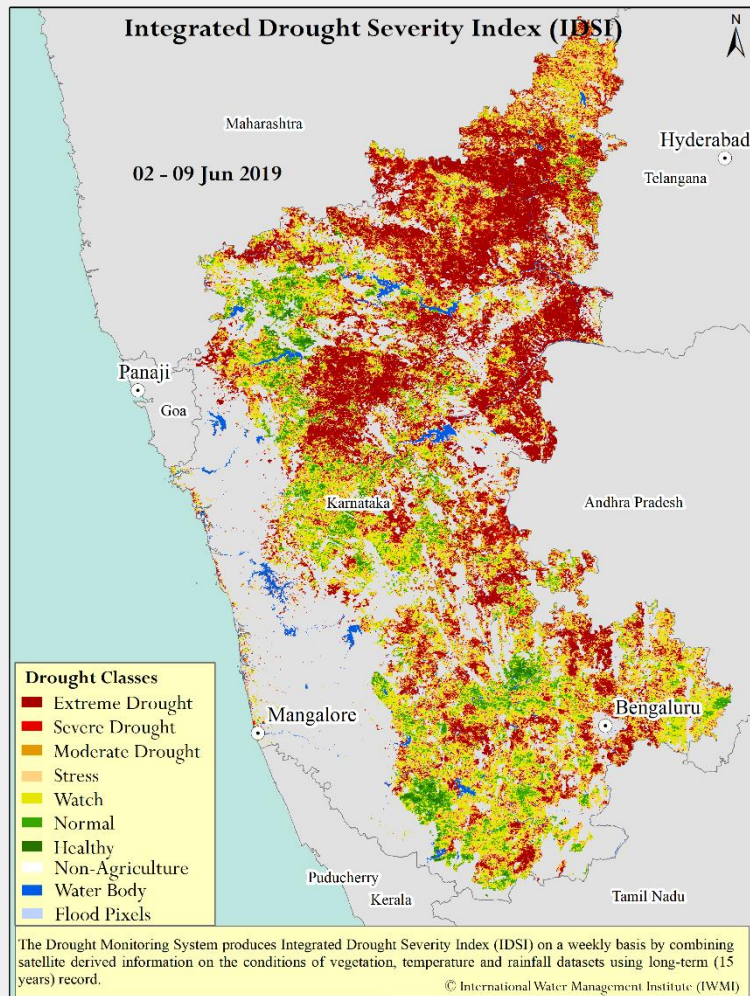 Integrated Drought Severity Index (IDSI)
N
Maharashtra
Hyderabad
Telangana
02 - 09 Jun 2019
Panaji
Goa
Karnataka
Andhra Pradesh
Drought Classes
Extreme Drought
Severe Drought
Moderate Drought
Stress
Watch
Normal
Healthy
Non-Agriculture
Water Body
Flood Pixels
Mangalore
Bengaluru
Puducherry
Kerala
Tamil Nadu
The Drought Monitoring System produces Integrated Drought Severity Index (IDSI) on a weekly basis by combining
satellite derived information on the conditions of vegetation, temperature and rainfall datasets using long-term (15
years) record.
© International Water Management Institute (IWMI)